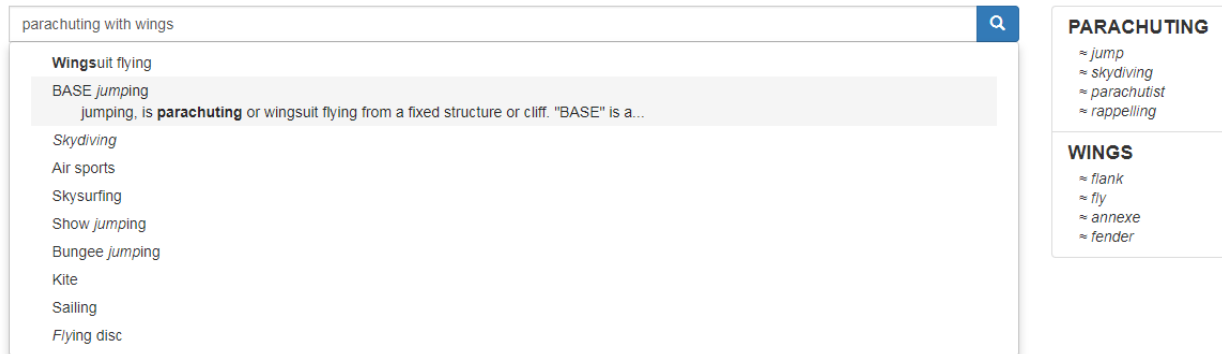 parachuting with wings
Wingsuit flying
BASE jumping
jumping, is parachuting or wingsuit flying from a fixed structure or cliff. "BASE" is a...
Skydiving
Air sports
Skysurfing
Show jumping
Bungee jumping
Kite
Sailing
Flying disc
PARACHUTING
≈ jump
≈ skydiving
≈ parachutist
≈ rappelling
WINGS
≈ flank
≈ fly
≈ annexe
≈ fender